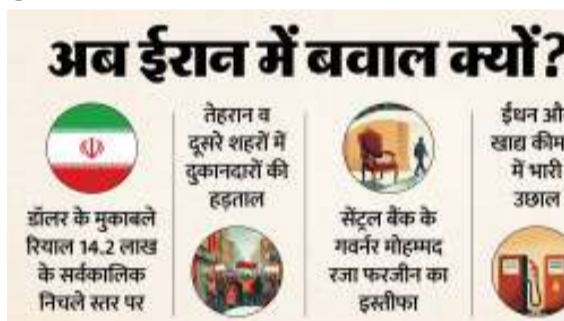 अब ईरान में बवाल क्यों?
डॉलर के मुकाबले
रियाल 14.2 लाख
के सर्वकालिक
निचले स्तर पर
तेहरान व
दूसरे शहरों में
दुकानदारों की
हड़ताल
सेंट्रल बैंक के
गवर्नर मोहम्मद
रजा फरजीन का
इस्तीफा
ईंधन
खाद्य
में भारी
उछाल